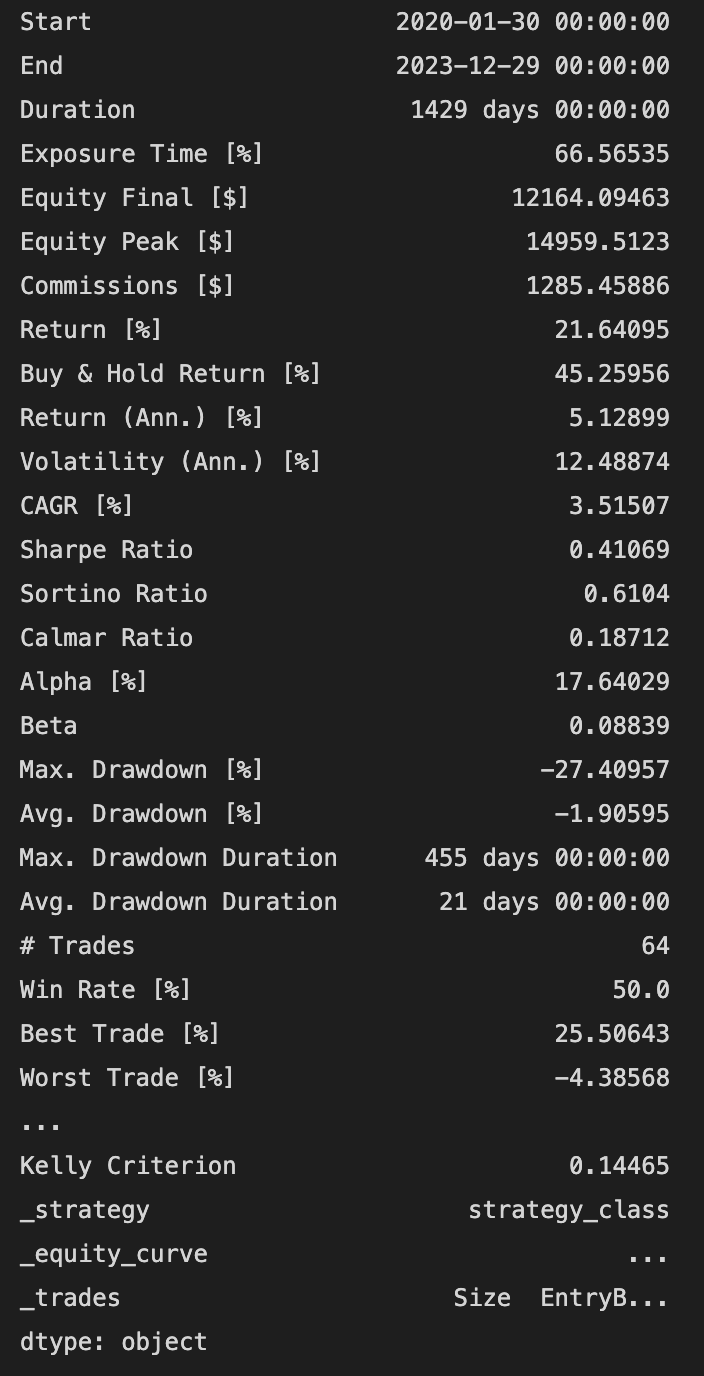 Start 2020-01-30 00:00:00
End 2023-12-29 00:00:00
Duration 1429 days 00:00:00
Exposure Time [%] 66.56535
Equity Final [$] 12164.09463
Equity Peak [$] 14959.5123
Commissions [$] 1285.45886
Return [%] 21.64095
Buy & Hold Return [%] 45.25956
Return (Ann.) [%] 5.12899
Volatility (Ann.) [%] 12.48874
CAGR [%] 3.51507
Sharpe Ratio 0.41069
Sortino Ratio 0.6104
Calmar Ratio 0.18712
Alpha [%] 17.64029
Beta 0.08839
Max. Drawdown [%] -27.40957
Avg. Drawdown [%] -1.90595
Max. Drawdown Duration 455 days 00:00:00
Avg. Drawdown Duration 21 days 00:00:00
# Trades 64
Win Rate [%] 50.0
Best Trade [%] 25.50643
Worst Trade [%] -4.38568
...
Kelly Criterion 0.14465
_strategy strategy_class
_equity_curve ...
_trades Size EntryB...
dtype: object